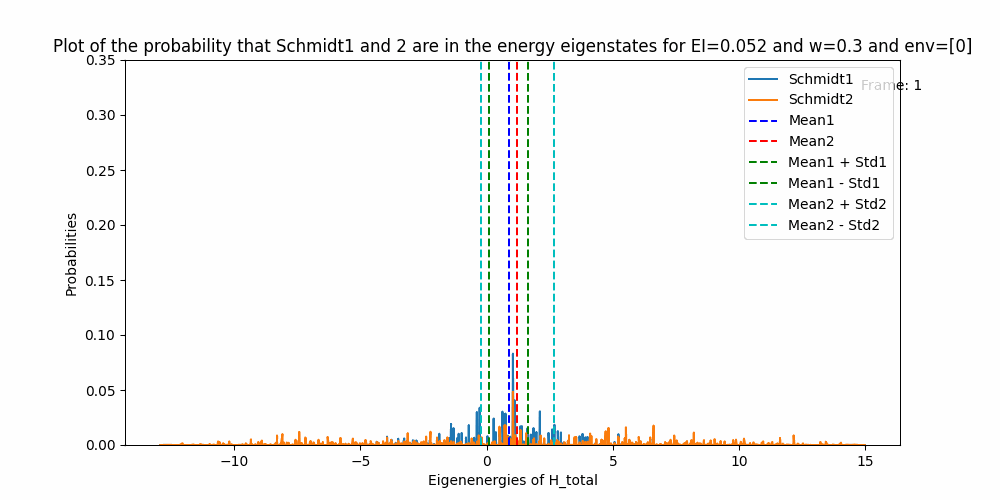 Plot of the probability that Schmidt1 and 2 are in the energy eigenstates for EI=0.052 and w=0.3 and env=[0]
Frame: 1
Schmidt1
Schmidt2
Mean1
Mean2
Mean1 + Std1
Mean1 - Std1
Mean2 + Std2
Mean2 - Std2
Probabilities
0.35
0.30
0.25
0.20
0.15
0.10
0.05
0.00
−10
−5
0
5
10
15
Eigenenergies of H_total